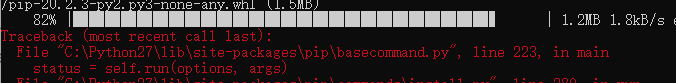 /pip-20.2.3-py2.py3-none-any.whl (1.5MB)
82% | | 1.2MB 1.8kB/s e
Traceback (most recent call last):
File "C:\Python27\lib\site-packages\pip\basecommand.py", line 223, in main
status = self.run(options, args)